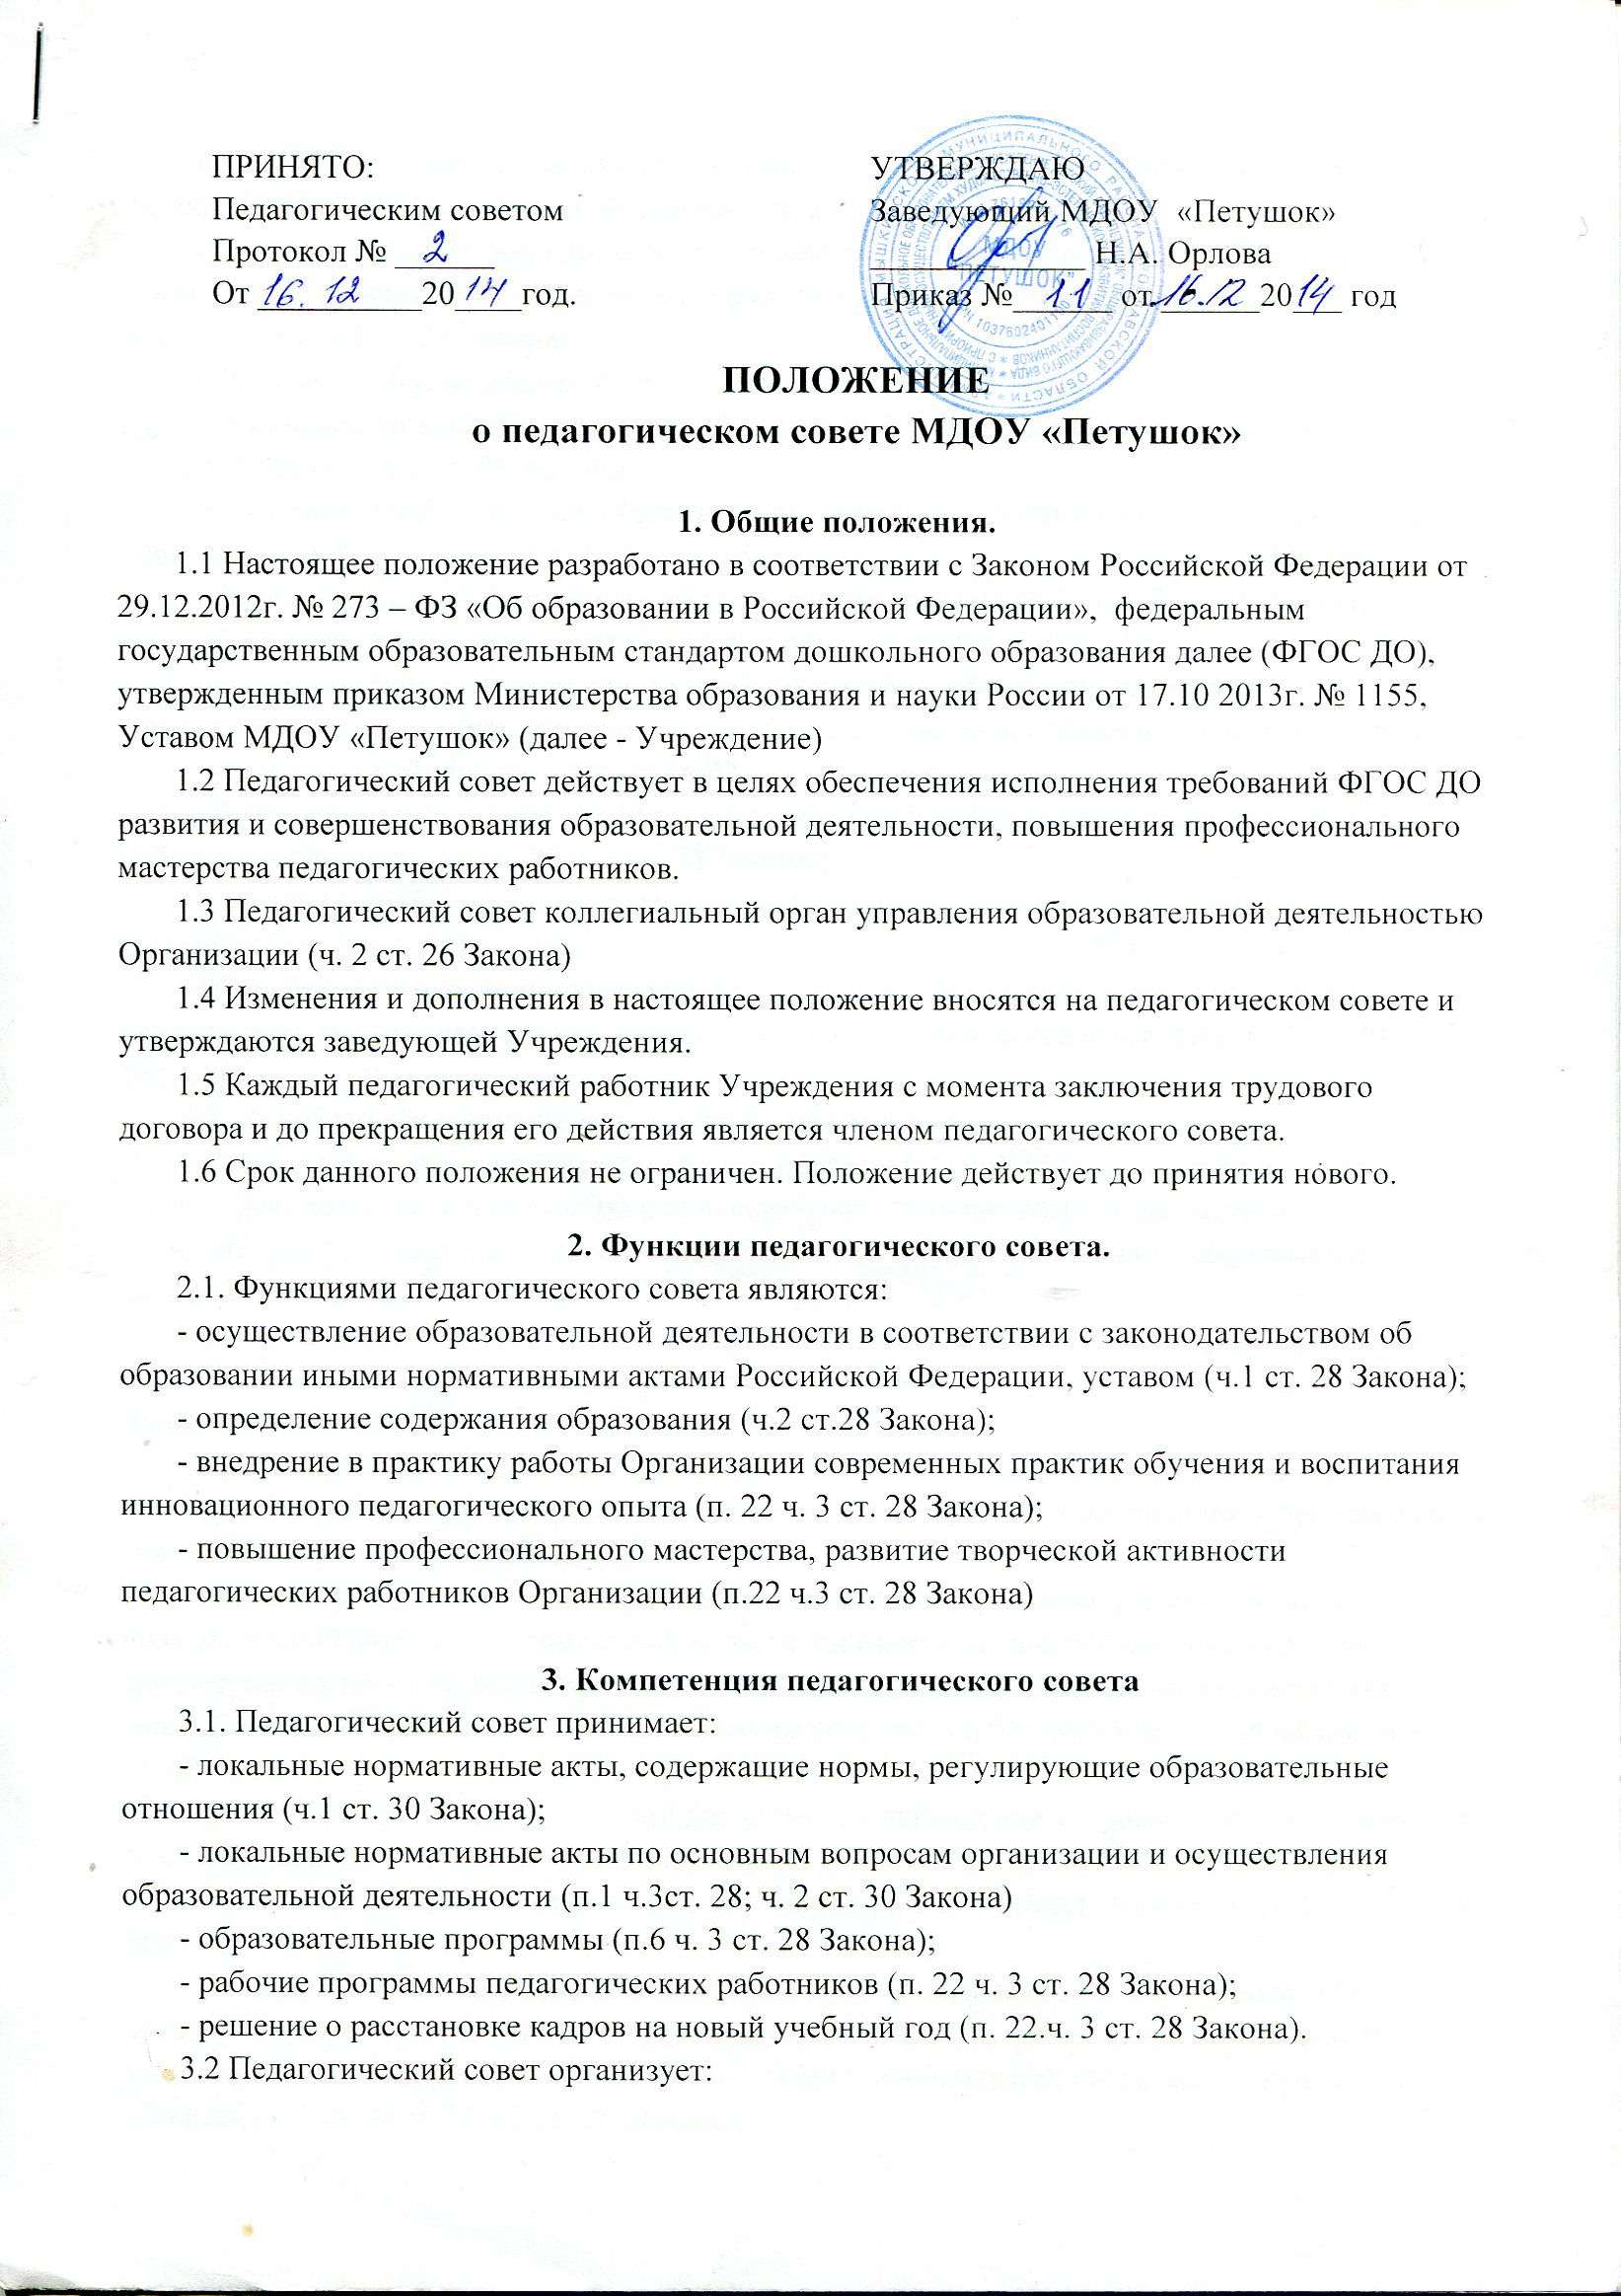 ПРИНЯТО:
Педагогическим советом
Протокол № 2
От 16.12 2014 год.
УТВЕРЖДАЮ
Заведующий МДОУ «Петушок»
Н.А. Орлова
Приказ № 11 от 16.12 2014 год
МДОУ
"ПЕТУШОК"
ПОЛОЖЕНИЕ
о педагогическом совете МДОУ «Петушок»
1. Общие положения.
1.1 Настоящее положение разработано в соответствии с Законом Российской Федерации от
29.12.2012г. № 273 – ФЗ «Об образовании в Российской Федерации», федеральным
государственным образовательным стандартом дошкольного образования далее (ФГОС ДО),
утвержденным приказом Министерства образования и науки России от 17.10 2013г. № 1155,
Уставом МДОУ «Петушок» (далее - Учреждение)
1.2 Педагогический совет действует в целях обеспечения исполнения требований ФГОС ДО
развития и совершенствования образовательной деятельности, повышения профессионального
мастерства педагогических работников.
1.3 Педагогический совет коллегиальный орган управления образовательной деятельностью
Организации (ч. 2 ст. 26 Закона)
1.4 Изменения и дополнения в настоящее положение вносятся на педагогическом совете и
утверждаются заведующей Учреждения.
1.5 Каждый педагогический работник Учреждения с момента заключения трудового
договора и до прекращения его действия является членом педагогического совета.
1.6 Срок данного положения не ограничен. Положение действует до принятия нового.
2. Функции педагогического совета.
2.1. Функциями педагогического совета являются:
- осуществление образовательной деятельности в соответствии с законодательством об
образовании иными нормативными актами Российской Федерации, уставом (ч.1 ст. 28 Закона);
- определение содержания образования (ч.2 ст.28 Закона);
- внедрение в практику работы Организации современных практик обучения и воспитания
инновационного педагогического опыта (п. 22 ч. 3 ст. 28 Закона);
- повышение профессионального мастерства, развитие творческой активности
педагогических работников Организации (п.22 ч.3 ст. 28 Закона)
3. Компетенция педагогического совета
3.1. Педагогический совет принимает:
- локальные нормативные акты, содержащие нормы, регулирующие образовательные
отношения (ч.1 ст. 30 Закона);
- локальные нормативные акты по основным вопросам организации и осуществления
образовательной деятельности (п.1 ч.3ст. 28; ч. 2 ст. 30 Закона)
- образовательные программы (п.6 ч. 3 ст. 28 Закона);
- рабочие программы педагогических работников (п. 22 ч. 3 ст. 28 Закона);
- решение о расстановке кадров на новый учебный год (п. 22.ч. 3 ст. 28 Закона).
3.2 Педагогический совет организует: